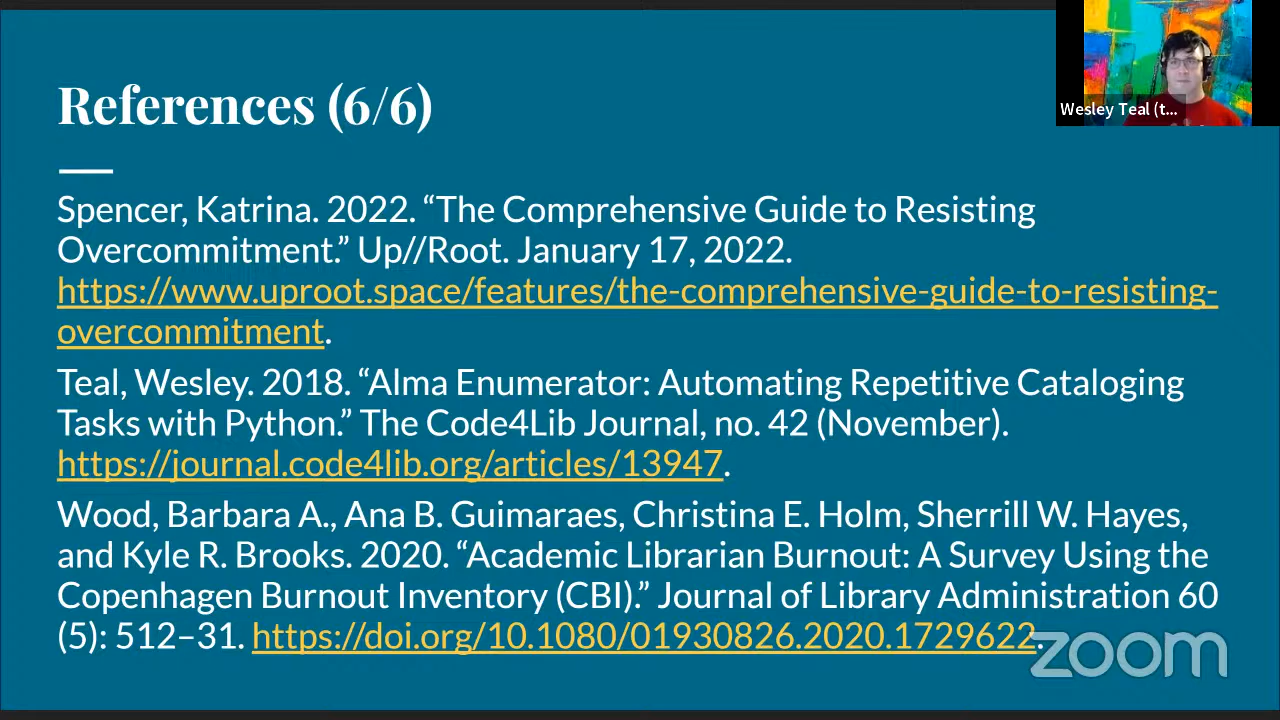 Wesley Teal (t...
References (6/6)
Spencer, Katrina. 2022. “The Comprehensive Guide to Resisting
Overcommitment.” Up//Root. January 17, 2022.
https://www.uproot.space/features/the-comprehensive-guide-to-resisting-
overcommitment.
Teal, Wesley. 2018. “Alma Enumerator: Automating Repetitive Cataloging
Tasks with Python.” The Code4Lib Journal, no. 42 (November).
https://journal.code4lib.org/articles/13947.
Wood, Barbara A., Ana B. Guimaraes, Christina E. Holm, Sherrill W. Hayes,
and Kyle R. Brooks. 2020. “Academic Librarian Burnout: A Survey Using the
Copenhagen Burnout Inventory (CBI).” Journal of Library Administration 60
(5): 512–31. https://doi.org/10.1080/01930826.2020.1729622.
zoom